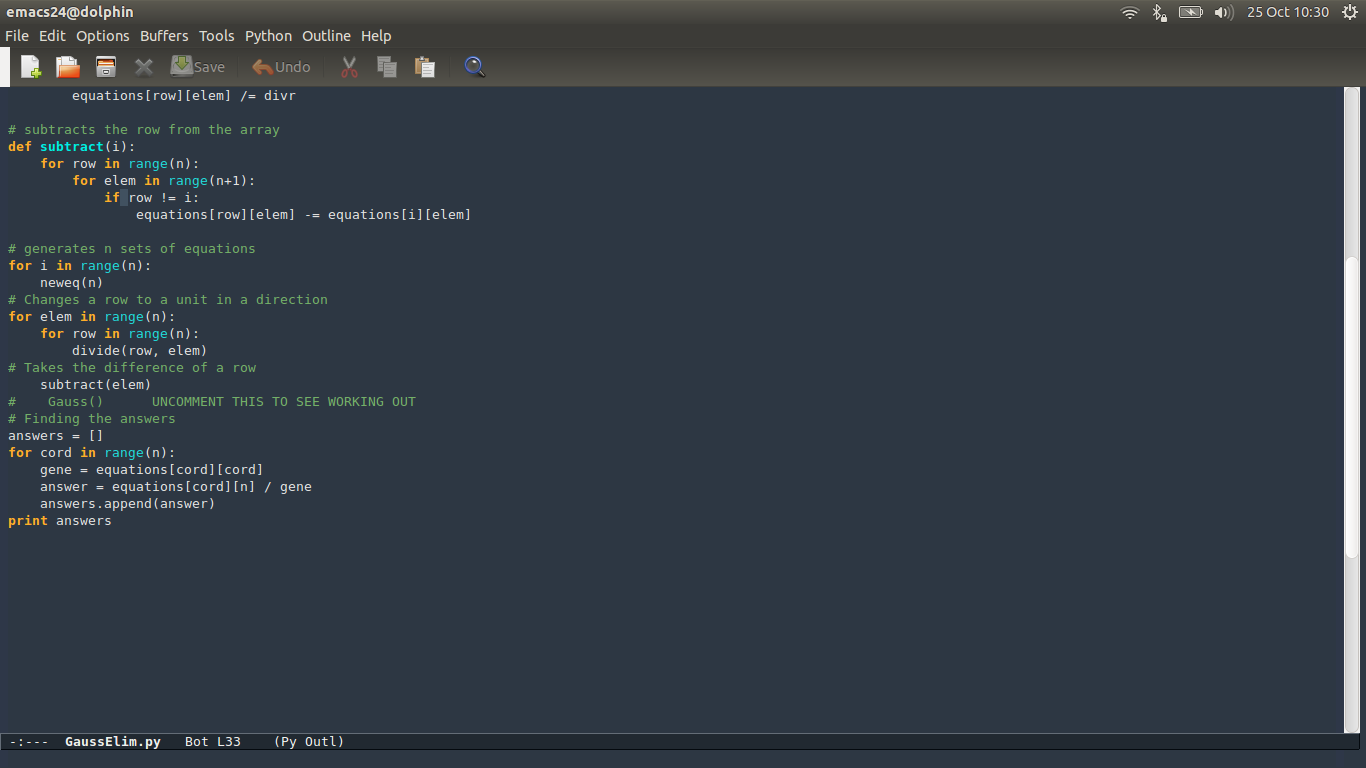 emacs24@dolphin 25 Oct 10:30
File Edit Options Buffers Tools Python Outline Help
Save Undo
        equations[row][elem] /= divr

# subtracts the row from the array
def subtract(i):
    for row in range(n):
        for elem in range(n+1):
            if row != i:
                equations[row][elem] -= equations[i][elem]

# generates n sets of equations
for i in range(n):
    neweq(n)
# Changes a row to a unit in a direction
for elem in range(n):
    for row in range(n):
        divide(row, elem)
# Takes the difference of a row
    subtract(elem)
#    Gauss()      UNCOMMENT THIS TO SEE WORKING OUT
# Finding the answers
answers = []
for cord in range(n):
    gene = equations[cord][cord]
    answer = equations[cord][n] / gene
    answers.append(answer)
print answers
-:---  GaussElim.py   Bot L33    (Py Outl)